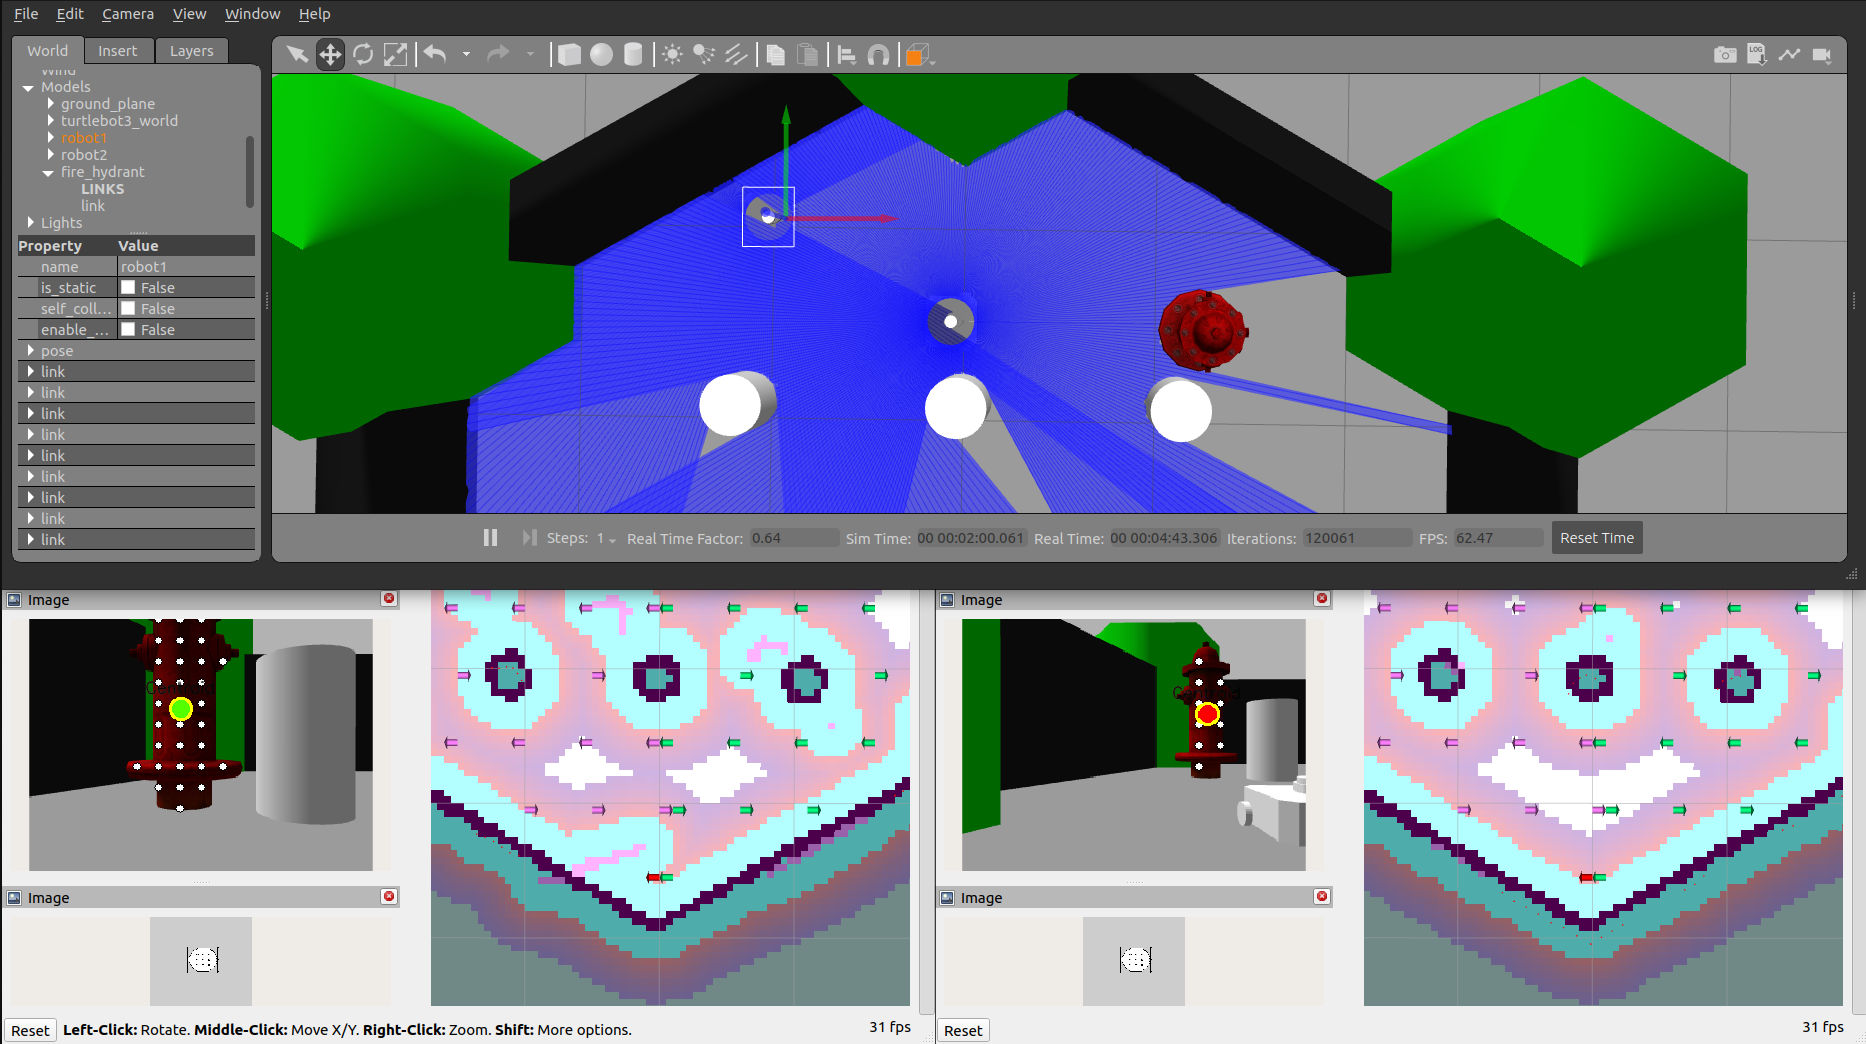 File Edit Camera View Window Help
World Insert Layers
Wind
Models
ground_plane
turtlebot3_world
robot1
robot2
fire_hydrant
LINKS
link
Lights
Property Value
name robot1
is_static False
self_coll... False
enable_... False
pose
link
link
link
link
link
link
link
link
link
LOG
Steps: 1 Real Time Factor: 0.64 Sim Time: 00 00:02:00.061 Real Time: 00 00:04:43.306 Iterations: 120061 FPS: 62.47 Reset Time
Image
Image
Image
Image
Reset Left-Click: Rotate. Middle-Click: Move X/Y. Right-Click: Zoom. Shift: More options. 31 fps
Reset 31 fps